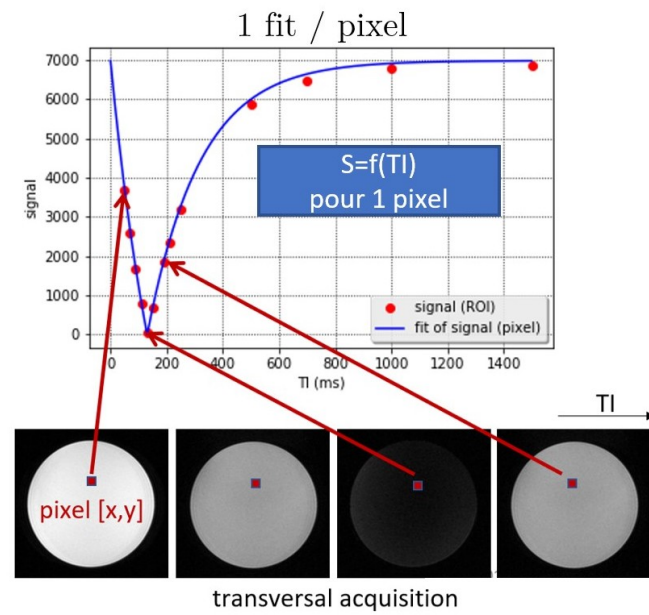 1 fit / pixel
7000
6000
5000
4000
3000
2000
1000
0
signal
S=f(TI)
pour 1 pixel
signal (ROI)
fit of signal (pixel)
0 200 400 600 800 1000 1200 1400
TI (ms)
TI
pixel [x,y]
transversal acquisition